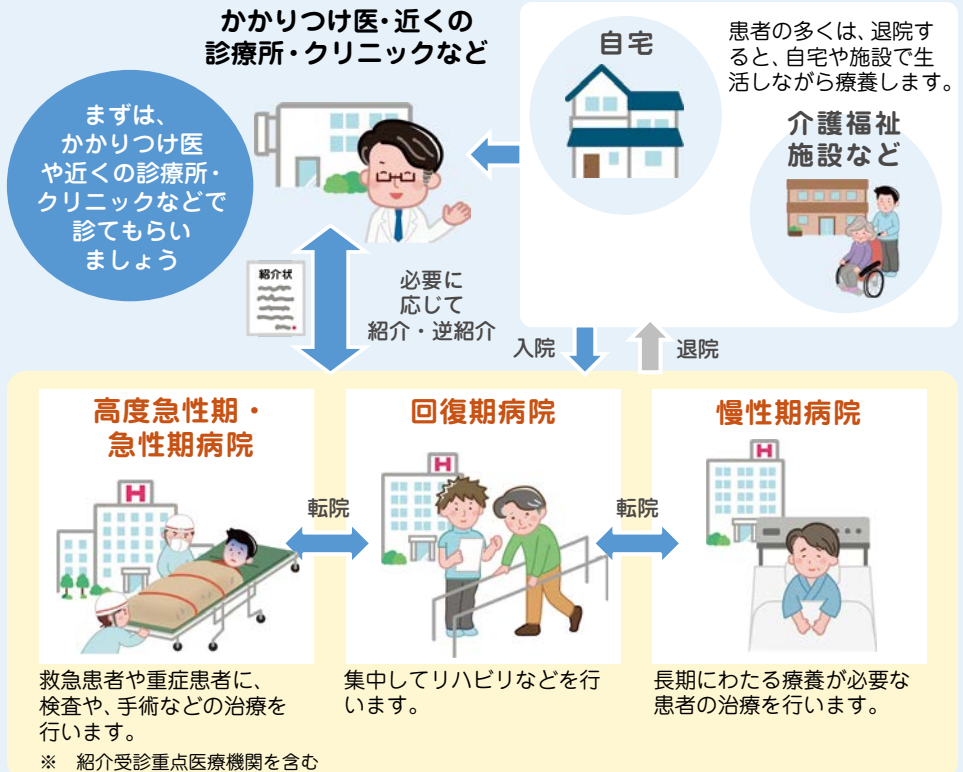 かかりつけ医・近くの
診療所・クリニックなど
まずは、
かかりつけ医
や近くの診療所・
クリニックなどで
診てもらい
ましょう
自宅
患者の多くは、退院す
ると、自宅や施設で生
活しながら療養します。
介護福祉
施設など
紹介状
必要に
応じて
紹介・逆紹介
入院
退院
高度急性期・
急性期病院
H
救急患者や重症患者に、
検査や、手術などの治療を
行います。
※　紹介受診重点医療機関を含む
転院
回復期病院
H
集中してリハビリなどを行
います。
転院
慢性期病院
H
長期にわたる療養が必要な
患者の治療を行います。